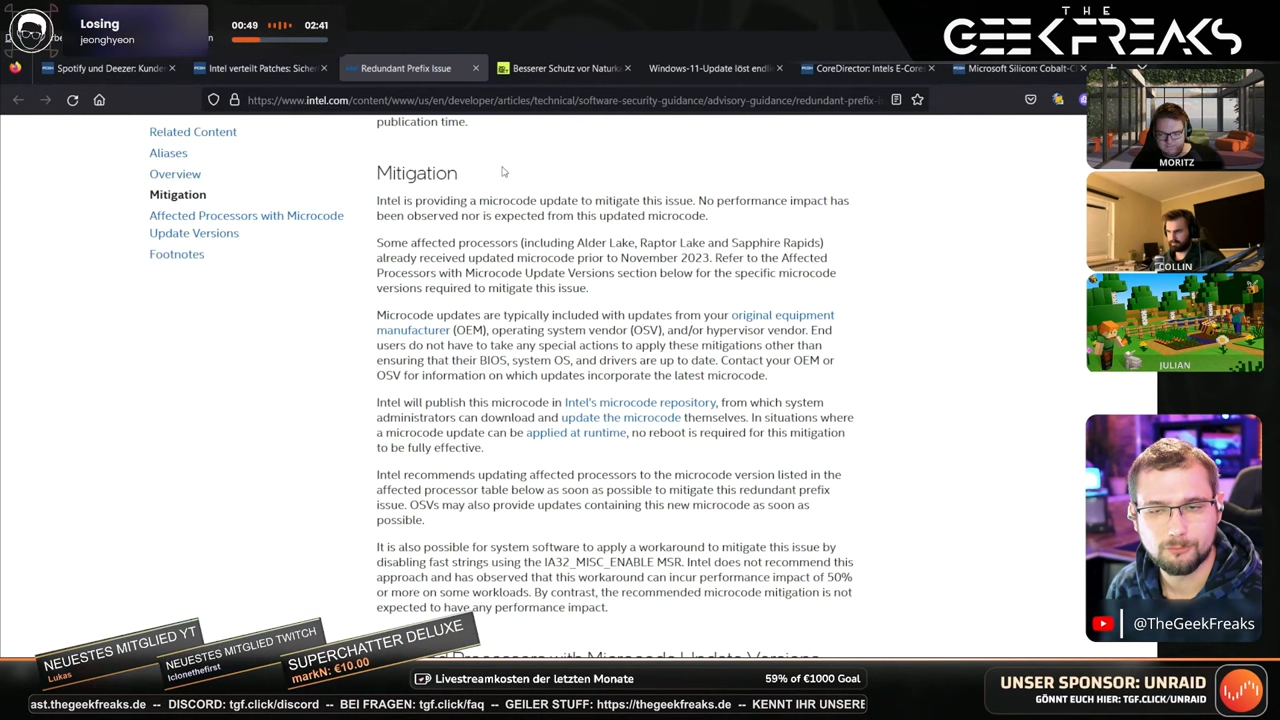 Losing
jeonghyeon
00:49
02:41
THE
GEEKFREAKS
Spotify und Deezer: Kunde
Intel verteilt Patches: Sicher
Redundant Prefix Issue
Besserer Schutz vor Naturk
Windows-11-Update löst endl
CoreDirector: Intels E-Core
Microsoft Silicon: Cobalt-C
https://www.intel.com/content/www/us/en/developer/articles/technical/software-security-guidance/advisory-guidance/redundant-prefix-i
Related Content
Aliases
Overview
Mitigation
Affected Processors with Microcode
Update Versions
Footnotes
publication time.
Mitigation
Intel is providing a microcode update to mitigate this issue. No performance impact has
been observed nor is expected from this updated microcode.
Some affected processors (including Alder Lake, Raptor Lake and Sapphire Rapids)
already received updated microcode prior to November 2023. Refer to the Affected
Processors with Microcode Update Versions section below for the specific microcode
versions required to mitigate this issue.
Microcode updates are typically included with updates from your original equipment
manufacturer (OEM), operating system vendor (OSV), and/or hypervisor vendor. End
users do not have to take any special actions to apply these mitigations other than
ensuring that their BIOS, system OS, and drivers are up to date. Contact your OEM or
OSV for information on which updates incorporate the latest microcode.
Intel will publish this microcode in Intel's microcode repository, from which system
administrators can download and update the microcode themselves. In situations where
a microcode update can be applied at runtime, no reboot is required for this mitigation
to be fully effective.
Intel recommends updating affected processors to the microcode version listed in the
affected processor table below as soon as possible to mitigate this redundant prefix
issue. OSVs may also provide updates containing this new microcode as soon as
possible.
It is also possible for system software to apply a workaround to mitigate this issue by
disabling fast strings using the IA32_MISC_ENABLE MSR. Intel does not recommend this
approach and has observed that this workaround can incur performance impact of 50%
or more on some workloads. By contrast, the recommended microcode mitigation is not
expected to have any performance impact.
Processors with Microcode Update Versions
MORITZ
COLLIN
JULIAN
@TheGeekFreaks
NEUESTES MITGLIED YT
Lukas
NEUESTES MITGLIED TWITCH
Iclonethefirst
SUPERCHATTER DELUXE
markN: €10.00
Livestreamkosten der letzten Monate
59% of €1000 Goal
ast.thegeekfreaks.de -- DISCORD: tgf.click/discord -- BEI FRAGEN: tgf.click/faq -- GEILER STUFF: https://thegeekfreaks.de -- KENNT IHR UNSERE
UNSER SPONSOR: UNRAID
GÖNNT EUCH HIER: TGF.CLICK/UNRAID